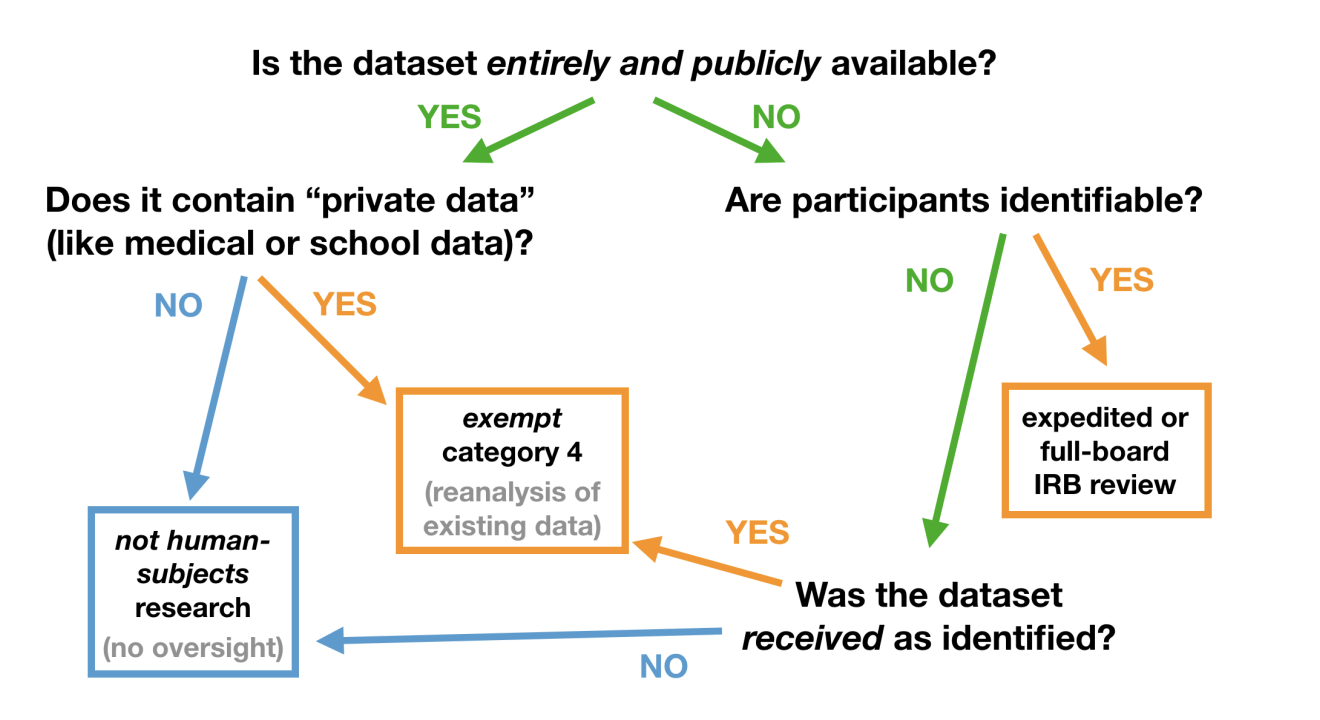 Is the dataset entirely and publicly available?
YES
NO
Does it contain “private data”
(like medical or school data)?
Are participants identifiable?
NO
YES
NO
YES
exempt
category 4
(reanalysis of
existing data)
expedited or
full-board
IRB review
not human-
subjects
research
(no oversight)
YES
Was the dataset
received as identified?
NO